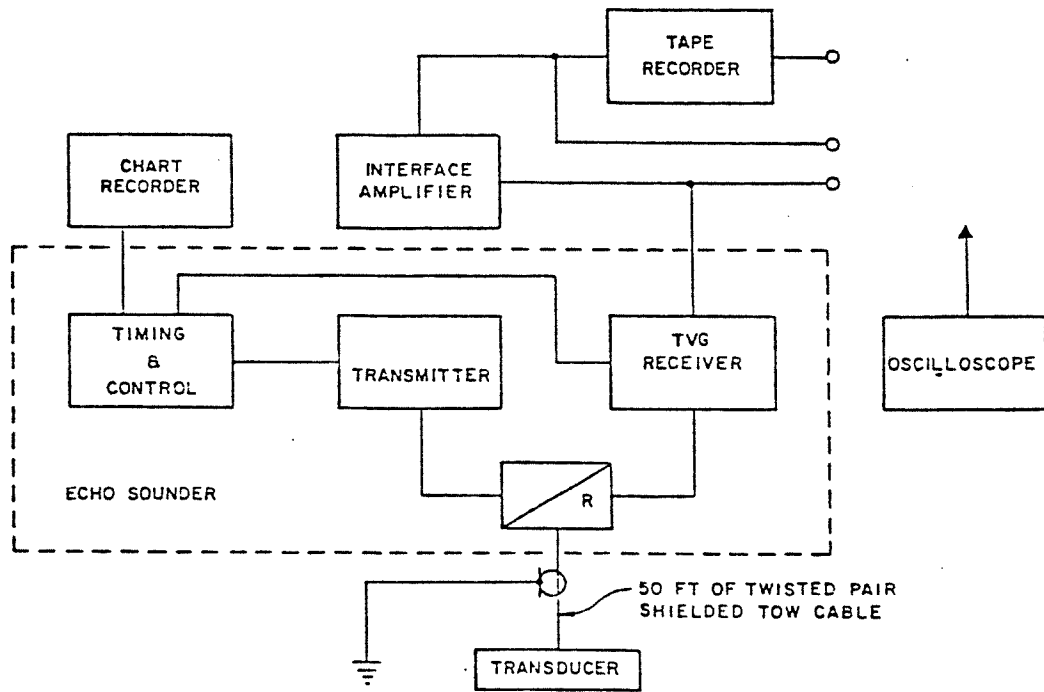 TAPE
RECORDER
CHART
RECORDER
INTERFACE
AMPLIFIER
TIMING
&
CONTROL
TRANSMITTER
TVG
RECEIVER
OSCILLOSCOPE
R
ECHO SOUNDER
50 FT OF TWISTED PAIR
SHIELDED TOW CABLE
TRANSDUCER